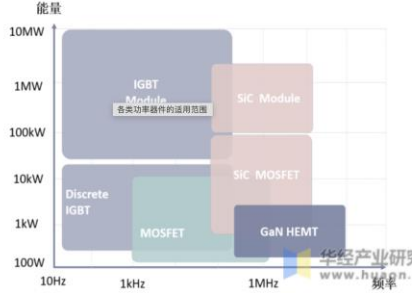 能量
10MW
1MW
100kW
10kW
1kW
100W
IGBT
Module
各类功率器件的适用范围
SiC Module
SiC MOSFET
Discrete
IGBT
MOSFET
GaN HEMT
10Hz
1kHz
1MHz
频率
华经产业研究
www.huaon.